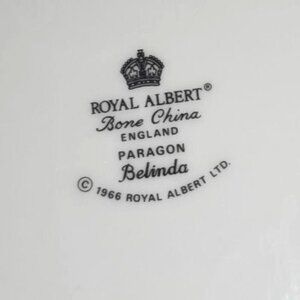 ROYAL ALBERT®
Bone China
ENGLAND
PARAGON
Belinda
© 1966 ROYAL ALBERT LTD.